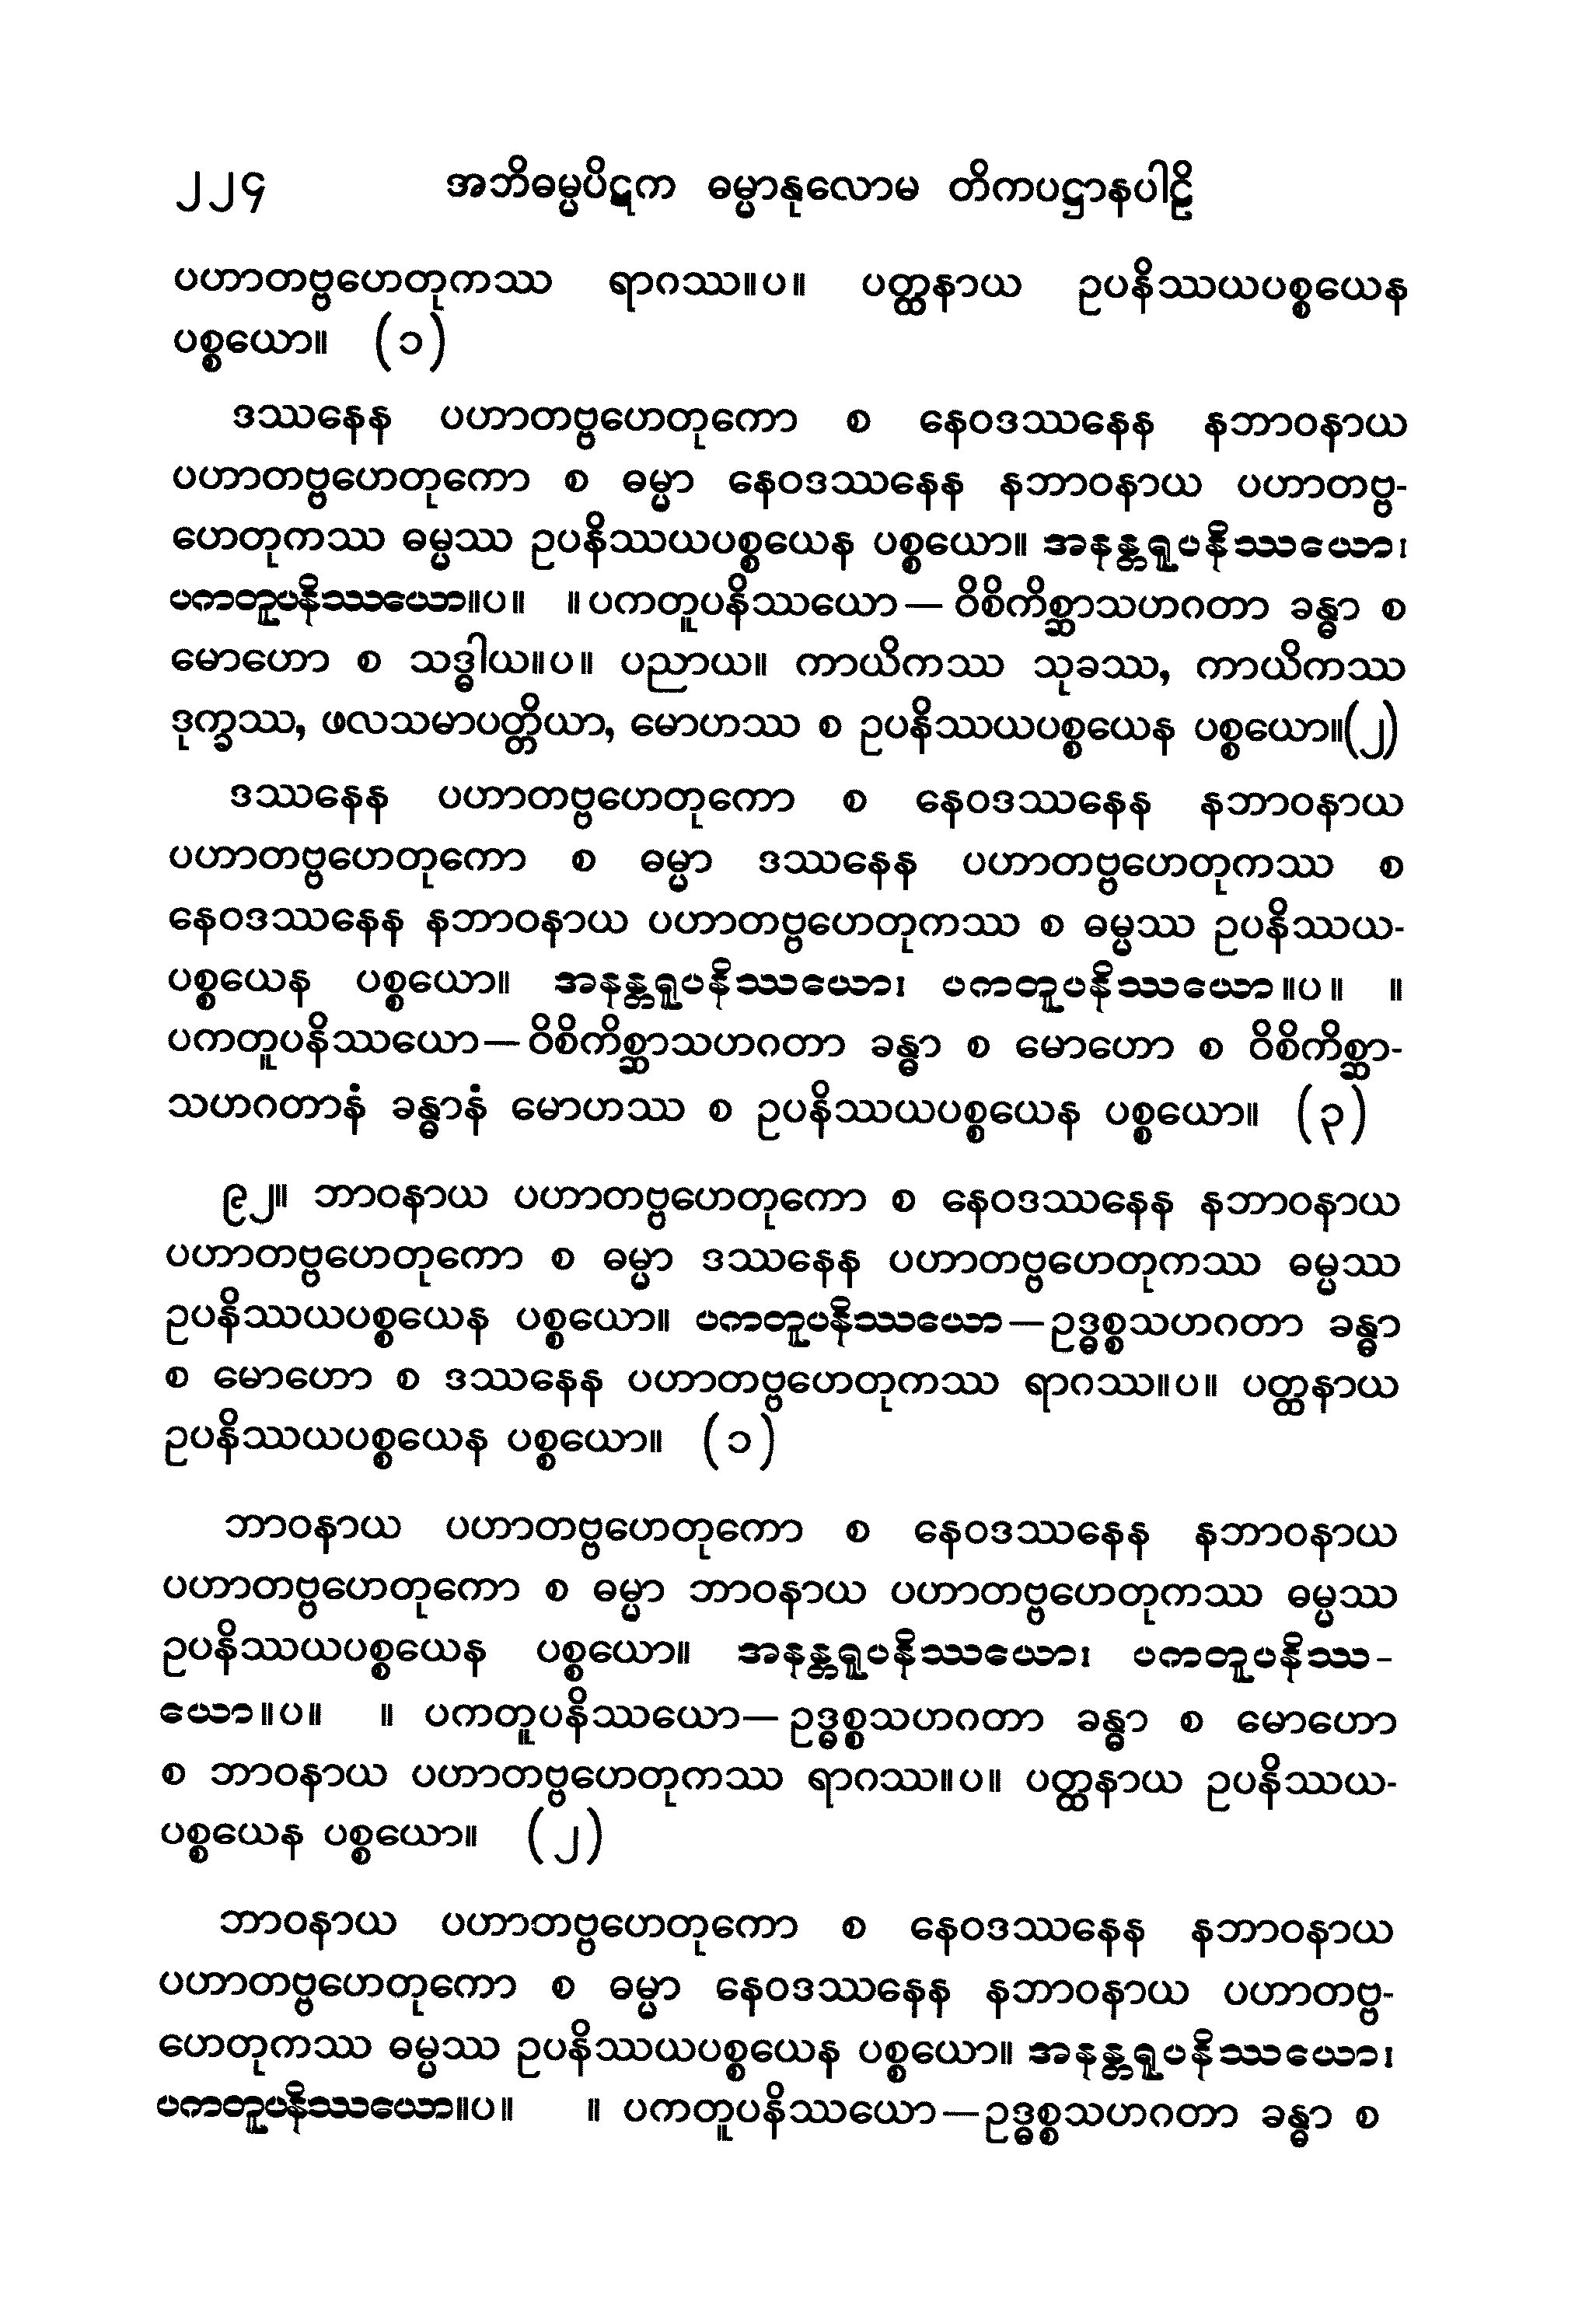 ၂၂၄ အဘိဓမ္မပိဋက ဓမ္မာနုလောမ တိကပဋ္ဌာနပါဠိ
ပဟာတဗ္ဗဟေတုကဿ ရာဂဿ။ပ။ ပတ္ထနာယ ဥပနိဿယပစ္စယေန
ပစ္စယော။ (၁)
ဒဿနေန ပဟာတဗ္ဗဟေတုကော စ နေဝဒဿနေန နဘာဝနာယ
ပဟာတဗ္ဗဟေတုကော စ ဓမ္မာ နေဝဒဿနေန နဘာဝနာယ ပဟာတဗ္ဗ-
ဟေတုကဿ ဓမ္မဿ ဥပနိဿယပစ္စယေန ပစ္စယော။ အနန္တရူပနိဿယော၊
ပကတူပနိဿယော။ပ။ ။ ပကတူပနိဿယော— ဝိစိကိစ္ဆာသဟဂတာ ခန္ဓာ စ
မောဟော စ သဒ္ဓါယ။ပ။ ပညာယ။ ကာယိကဿ သုခဿ, ကာယိကဿ
ဒုက္ခဿ, ဖလသမာပတ္တိယာ, မောဟဿ စ ဥပနိဿယပစ္စယေန ပစ္စယော။(၂)
ဒဿနေန ပဟာတဗ္ဗဟေတုကော စ နေဝဒဿနေန နဘာဝနာယ
ပဟာတဗ္ဗဟေတုကော စ ဓမ္မာ ဒဿနေန ပဟာတဗ္ဗဟေတုကဿ စ
နေဝဒဿနေန နဘာဝနာယ ပဟာတဗ္ဗဟေတုကဿ စ ဓမ္မဿ ဥပနိဿယ-
ပစ္စယေန ပစ္စယော။ အနန္တရူပနိဿယော၊ ပကတူပနိဿယော။ပ။ ။
ပကတူပနိဿယော—ဝိစိကိစ္ဆာသဟဂတာ ခန္ဓာ စ မောဟော စ ဝိစိကိစ္ဆာ-
သဟဂတာနံ ခန္ဓာနံ မောဟဿ စ ဥပနိဿယပစ္စယေန ပစ္စယော။ (၃)
၉၂။ ဘာဝနာယ ပဟာတဗ္ဗဟေတုကော စ နေဝဒဿနေန နဘာဝနာယ
ပဟာတဗ္ဗဟေတုကော စ ဓမ္မာ ဒဿနေန ပဟာတဗ္ဗဟေတုကဿ ဓမ္မဿ
ဥပနိဿယပစ္စယေန ပစ္စယော။ ပကတူပနိဿယော—ဥဒ္ဓစ္စသဟဂတာ ခန္ဓာ
စ မောဟော စ ဒဿနေန ပဟာတဗ္ဗဟေတုကဿ ရာဂဿ။ပ။ ပတ္ထနာယ
ဥပနိဿယပစ္စယေန ပစ္စယော။ (၁)
ဘာဝနာယ ပဟာတဗ္ဗဟေတုကော စ နေဝဒဿနေန နဘာဝနာယ
ပဟာတဗ္ဗဟေတုကော စ ဓမ္မာ ဘာဝနာယ ပဟာတဗ္ဗဟေတုကဿ ဓမ္မဿ
ဥပနိဿယပစ္စယေန ပစ္စယော။ အနန္တရူပနိဿယော၊ ပကတူပနိဿ-
ယော။ပ။ ။ ပကတူပနိဿယော— ဥဒ္ဓစ္စသဟဂတာ ခန္ဓာ စ မောဟော
စ ဘာဝနာယ ပဟာတဗ္ဗဟေတုကဿ ရာဂဿ။ပ။ ပတ္ထနာယ ဥပနိဿယ-
ပစ္စယေန ပစ္စယော။ (၂)
ဘာဝနာယ ပဟာတဗ္ဗဟေတုကော စ နေဝဒဿနေန နဘာဝနာယ
ပဟာတဗ္ဗဟေတုကော စ ဓမ္မာ နေဝဒဿနေန နဘာဝနာယ ပဟာတဗ္ဗ-
ဟေတုကဿ ဓမ္မဿ ဥပနိဿယပစ္စယေန ပစ္စယော။ အနန္တရူပနိဿယော၊
ပကတူပနိဿယော။ပ။ ။ ပကတူပနိဿယော—ဥဒ္ဓစ္စသဟဂတာ ခန္ဓာ စ